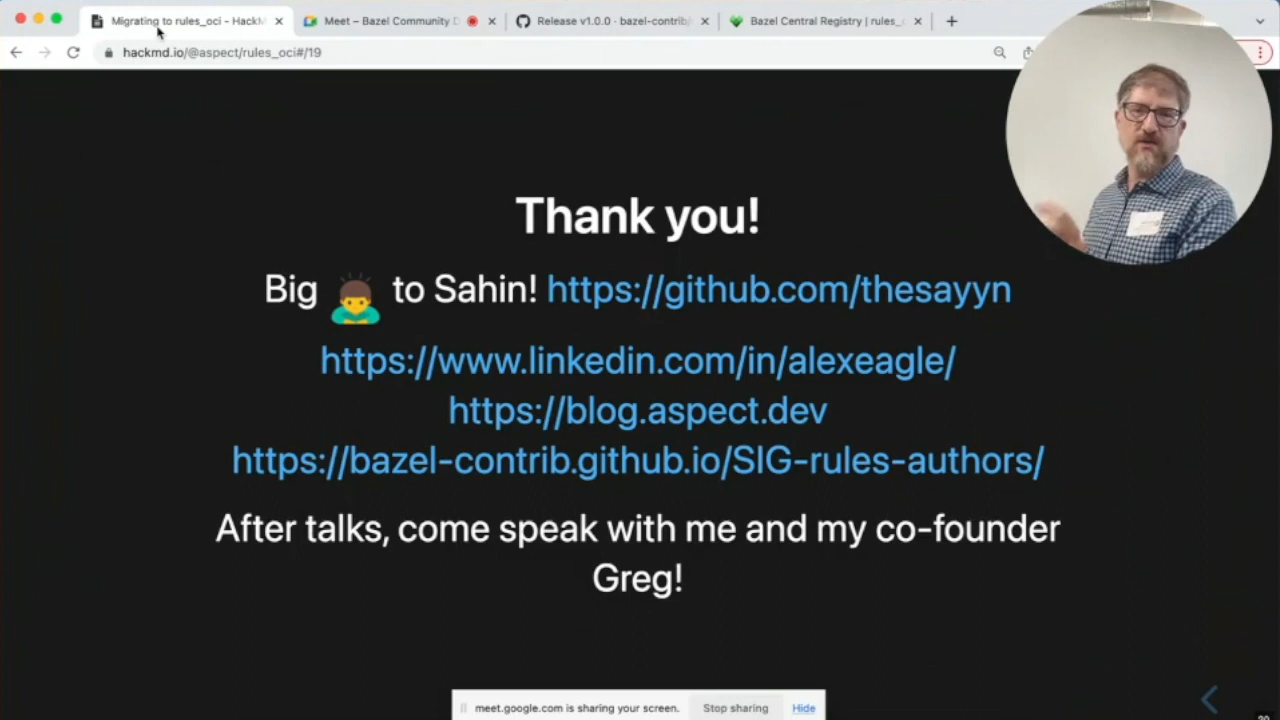 Migrating to rules_oci - HackM
Meet – Bazel Community D
Release v1.0.0 · bazel-contrib/
Bazel Central Registry | rules_
hackmd.io/@aspect/rules_oci#/19
Thank you!
Big 🙇 to Sahin! https://github.com/thesayyn
https://www.linkedin.com/in/alexeagle/
https://blog.aspect.dev
https://bazel-contrib.github.io/SIG-rules-authors/
After talks, come speak with me and my co-founder
Greg!
meet.google.com is sharing your screen.
Stop sharing
Hide